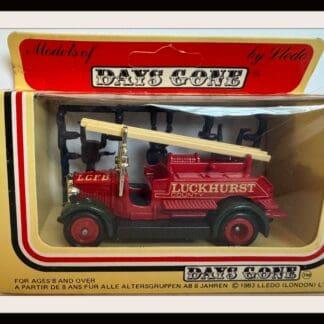 Models of by Lledo
DAYS GONE
L.C.F.B
LUCKHURST
COUNTY
DAYS GONE
FOR AGES 8 AND OVER
A PARTIR DE 8 ANS FÜR ALLE ALTERSGRUPPEN AB 8 JAHREN © 1983 LLEDO (LONDON) L